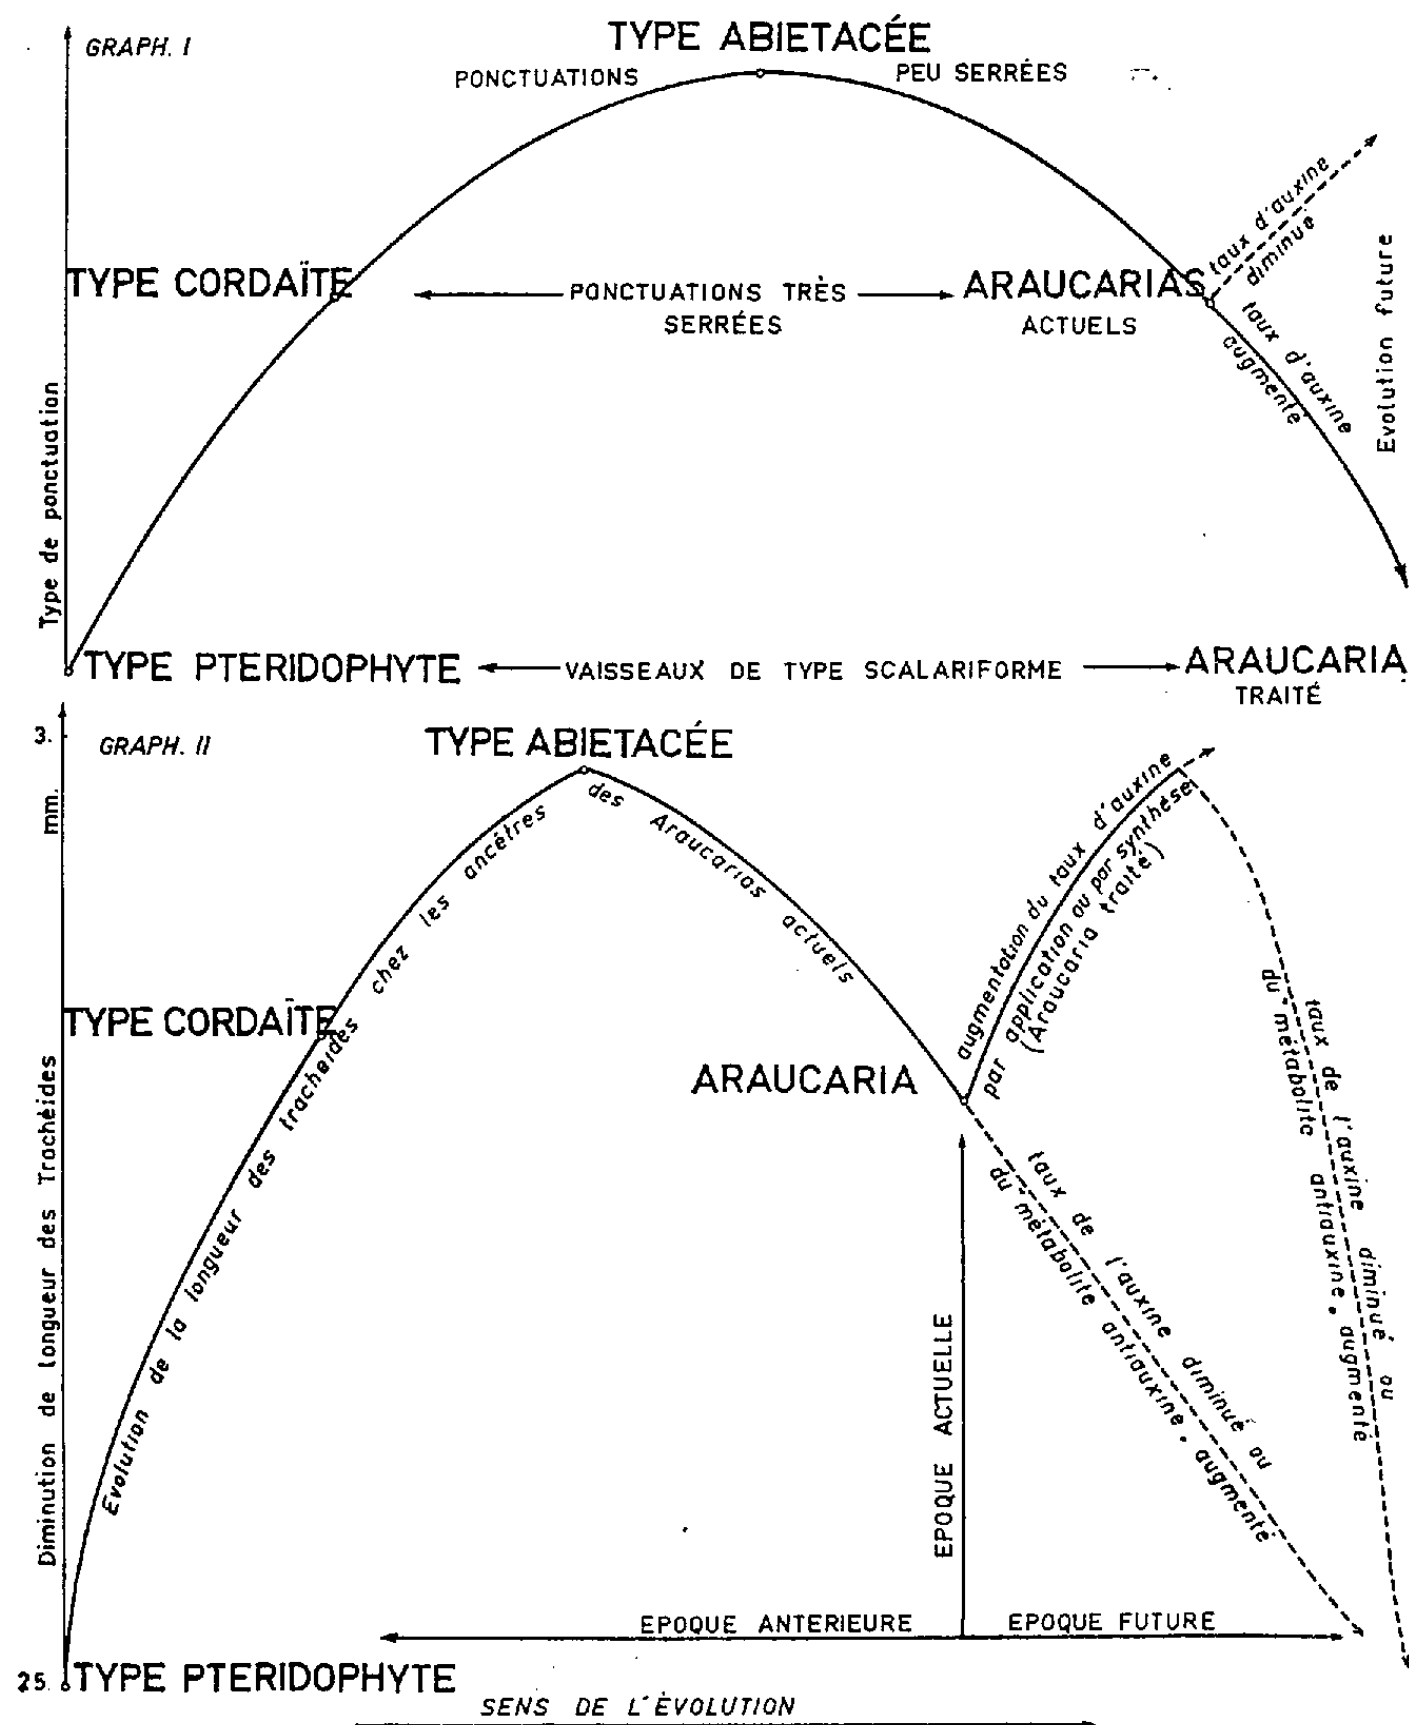 GRAPH. I
TYPE ABIETACÉE
PONCTUATIONS
PEU SERRÉES
taux d'auxine
diminué
Evolution future
TYPE CORDAÏTE
PONCTUATIONS TRÈS
SERRÉES
ARAUCARIAS
ACTUELS
taux d'auxine
augmenté
Type de ponctuation
TYPE PTERIDOPHYTE
VAISSEAUX DE TYPE SCALARIFORME
ARAUCARIA
TRAITÉ
3.
mm.
GRAPH. II
TYPE ABIETACÉE
Evolution de la longueur des tracheides chez les ancêtres des Araucarias actuels
augmentation du taux d'auxine
par application ou par synthèse
(Araucaria traité)
TYPE CORDAÏTE
ARAUCARIA
taux de l'auxine diminué ou
du "métabolite antiauxine" augmenté
taux de l'auxine diminué ou
du "métabolite antiauxine" augmenté
Diminution de longueur des Trachéides
EPOQUE ACTUELLE
EPOQUE ANTÉRIEURE
EPOQUE FUTURE
25.
TYPE PTERIDOPHYTE
SENS DE L'ÉVOLUTION